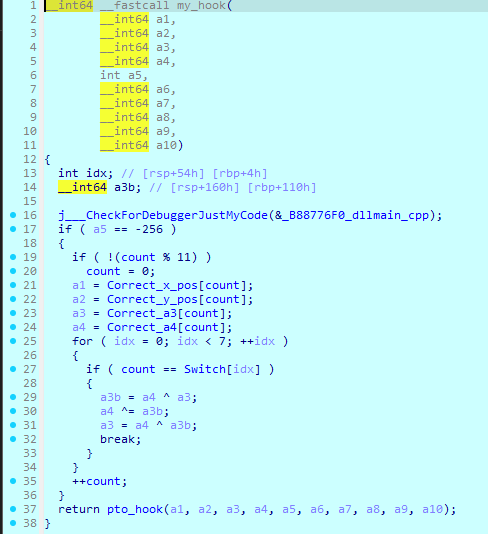 1 __int64 __fastcall my_hook(
2 __int64 a1,
3 __int64 a2,
4 __int64 a3,
5 __int64 a4,
6 int a5,
7 __int64 a6,
8 __int64 a7,
9 __int64 a8,
10 __int64 a9,
11 __int64 a10)
12 {
13 int idx; // [rsp+54h] [rbp+4h]
14 __int64 a3b; // [rsp+160h] [rbp+110h]
15
16 j___CheckForDebuggerJustMyCode(&_B88776F0_dllmain_cpp);
17 if ( a5 == -256 )
18 {
19 if ( !(count % 11) )
20 count = 0;
21 a1 = Correct_x_pos[count];
22 a2 = Correct_y_pos[count];
23 a3 = Correct_a3[count];
24 a4 = Correct_a4[count];
25 for ( idx = 0; idx < 7; ++idx )
26 {
27 if ( count == Switch[idx] )
28 {
29 a3b = a4 ^ a3;
30 a4 ^= a3b;
31 a3 = a4 ^ a3b;
32 break;
33 }
34 }
35 ++count;
36 }
37 return pto_hook(a1, a2, a3, a4, a5, a6, a7, a8, a9, a10);
38 }